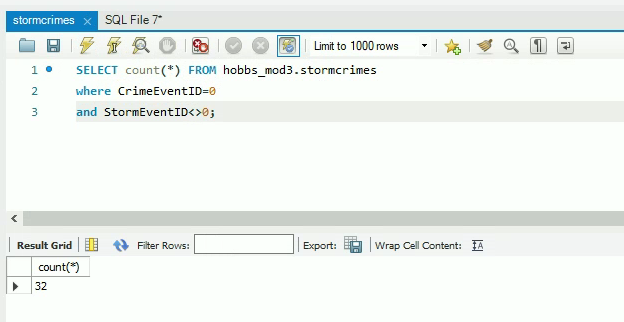 stormcrimes × SQL File 7*
Limit to 1000 rows
1 SELECT count(*) FROM hobbs_mod3.stormcrimes
2 where CrimeEventID=0
3 and StormEventID<>0;
Result Grid Filter Rows: Export: Wrap Cell Content:
count(*)
32